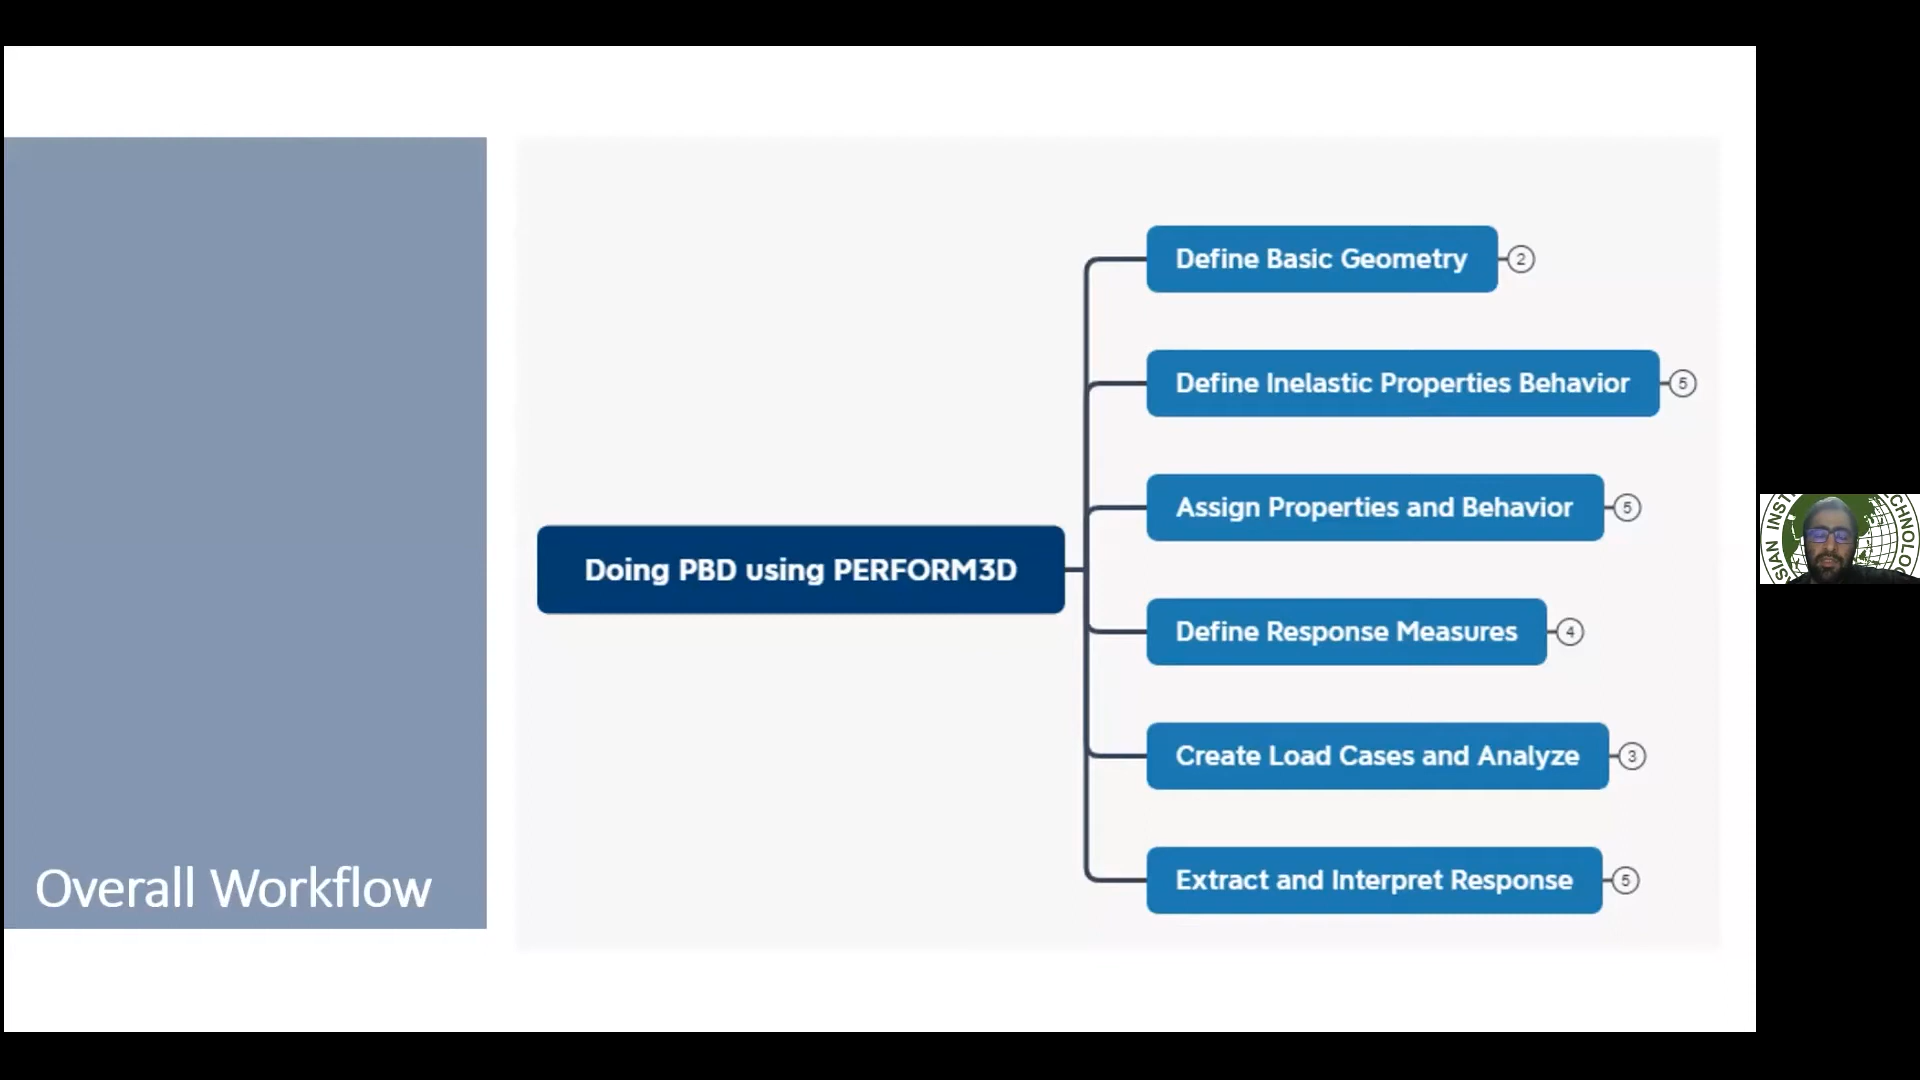 Overall Workflow
Doing PBD using PERFORM3D
Define Basic Geometry 2
Define Inelastic Properties Behavior 5
Assign Properties and Behavior 5
Define Response Measures 4
Create Load Cases and Analyze 3
Extract and Interpret Response 5